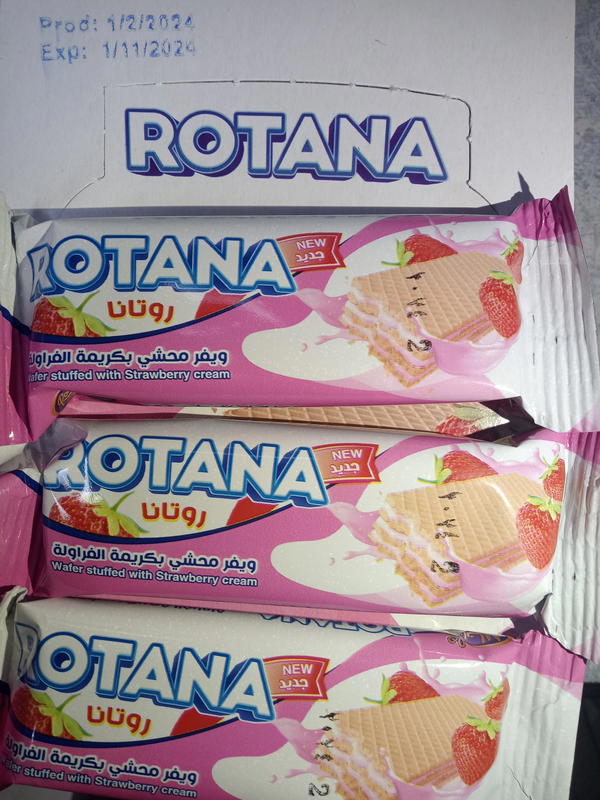 Prod: 1/2/2024
Exp: 1/11/2024
ROTANA
ROTANA
NEW
جديد
روتانا
ويفر محشي بكريمة الفراولة
Wafer stuffed with Strawberry cream
ROTANA
NEW
جديد
روتانا
ويفر محشي بكريمة الفراولة
Wafer stuffed with Strawberry cream
ROTANA
ROTANA
NEW
جديد
روتانا
ويفر محشي بكريمة الفراولة
Wafer stuffed with Strawberry cream